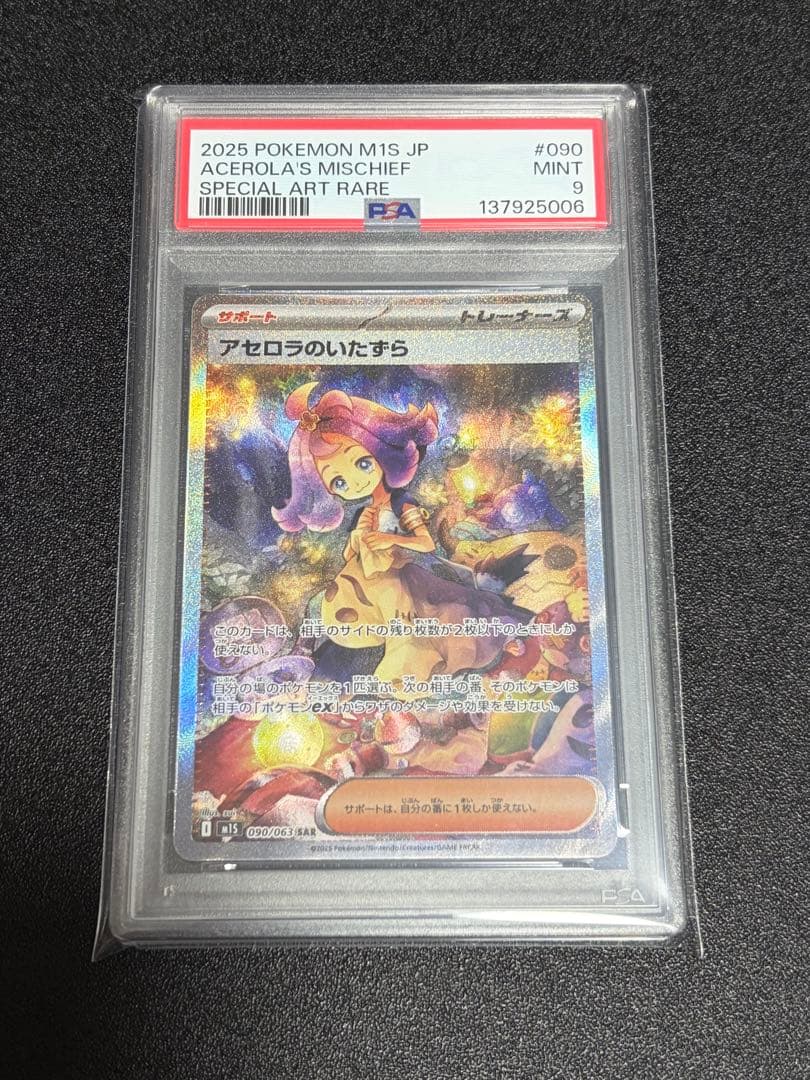 2025 POKEMON M1S JP #090
ACEROLA'S MISCHIEF MINT
SPECIAL ART RARE 9
PSA 137925006
サポート トレーナーズ
アセロラのいたずら
このカードは、相手のサイドの残り枚数が2枚以下のときにしか
使えない。
自分の場のポケモンを1匹選ぶ。次の相手の番、そのポケモンは
相手の「ポケモンex」からワザのダメージや効果を受けない。
サポートは、自分の番に1枚しか使えない。
Illus.
m1S 090/063 SAR
©2025 Pokémon/Nintendo/Creatures/GAME FREAK
PSA